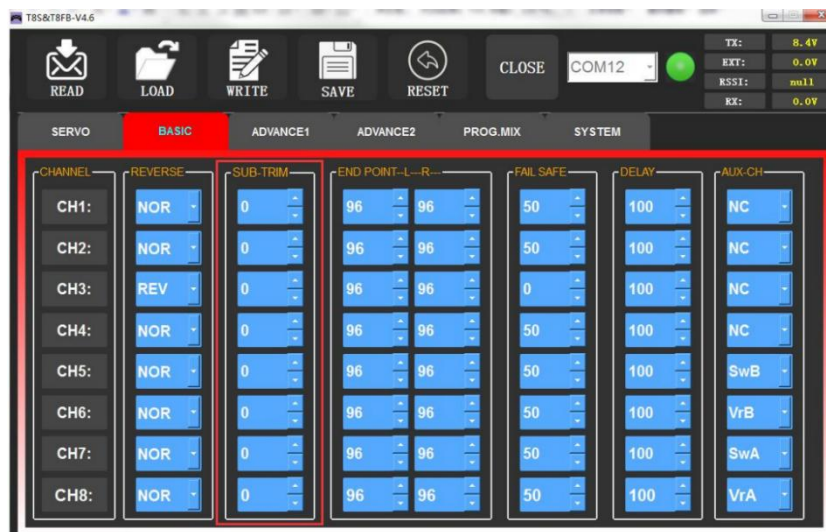 T8S&T8FB-V4.6
READ LOAD WRITE SAVE RESET CLOSE COM12
TX: 8.4V
EXT: 0.0V
RSSI: null
RX: 0.0V
SERVO BASIC ADVANCE1 ADVANCE2 PROG.MIX SYSTEM
CHANNEL REVERSE SUB-TRIM END POINT--L---R--- FAIL SAFE DELAY AUX-CH
CH1: NOR 0 96 96 50 100 NC
CH2: NOR 0 96 96 50 100 NC
CH3: REV 0 96 96 0 100 NC
CH4: NOR 0 96 96 50 100 NC
CH5: NOR 0 96 96 50 100 SwB
CH6: NOR 0 96 96 50 100 VrB
CH7: NOR 0 96 96 50 100 SwA
CH8: NOR 0 96 96 50 100 VrA